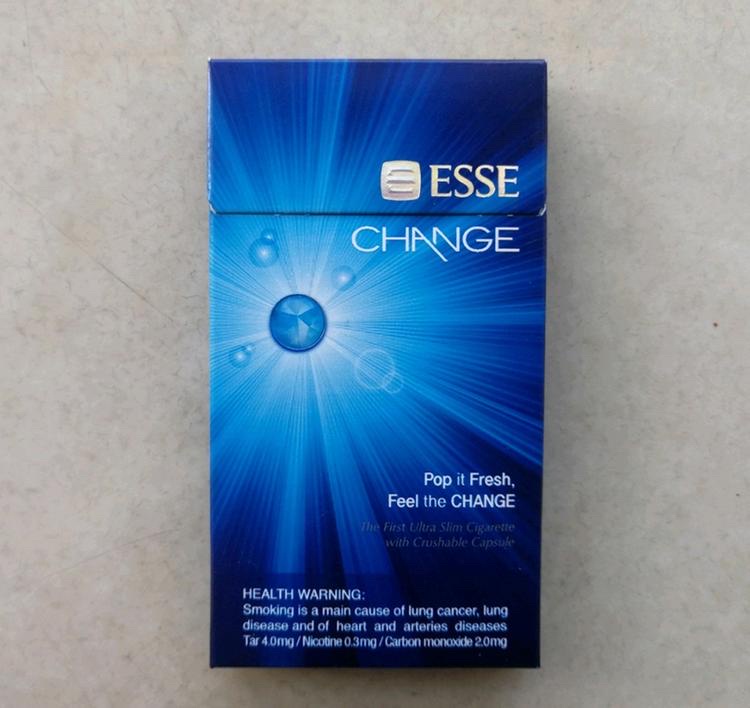 ESSE
CHANGE
Pop it Fresh,
Feel the CHANGE
The First Ultra Slim Cigarette
with Crushable Capsule
HEALTH WARNING:
Smoking is a main cause of lung cancer, lung
disease and of heart and arteries diseases
Tar 4.0mg / Nicotine 0.3mg / Carbon monoxide 2.0mg